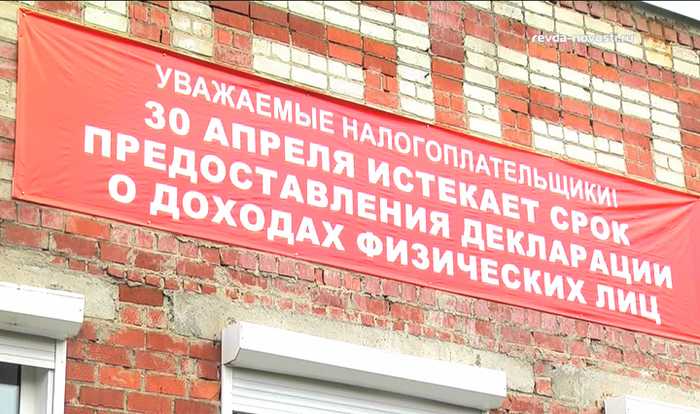 revda-novosti.ru
УВАЖАЕМЫЕ НАЛОГОПЛАТЕЛЬЩИКИ!
30 АПРЕЛЯ ИСТЕКАЕТ СРОК
ПРЕДОСТАВЛЕНИЯ ДЕКЛАРАЦИИ
О ДОХОДАХ ФИЗИЧЕСКИХ ЛИЦ